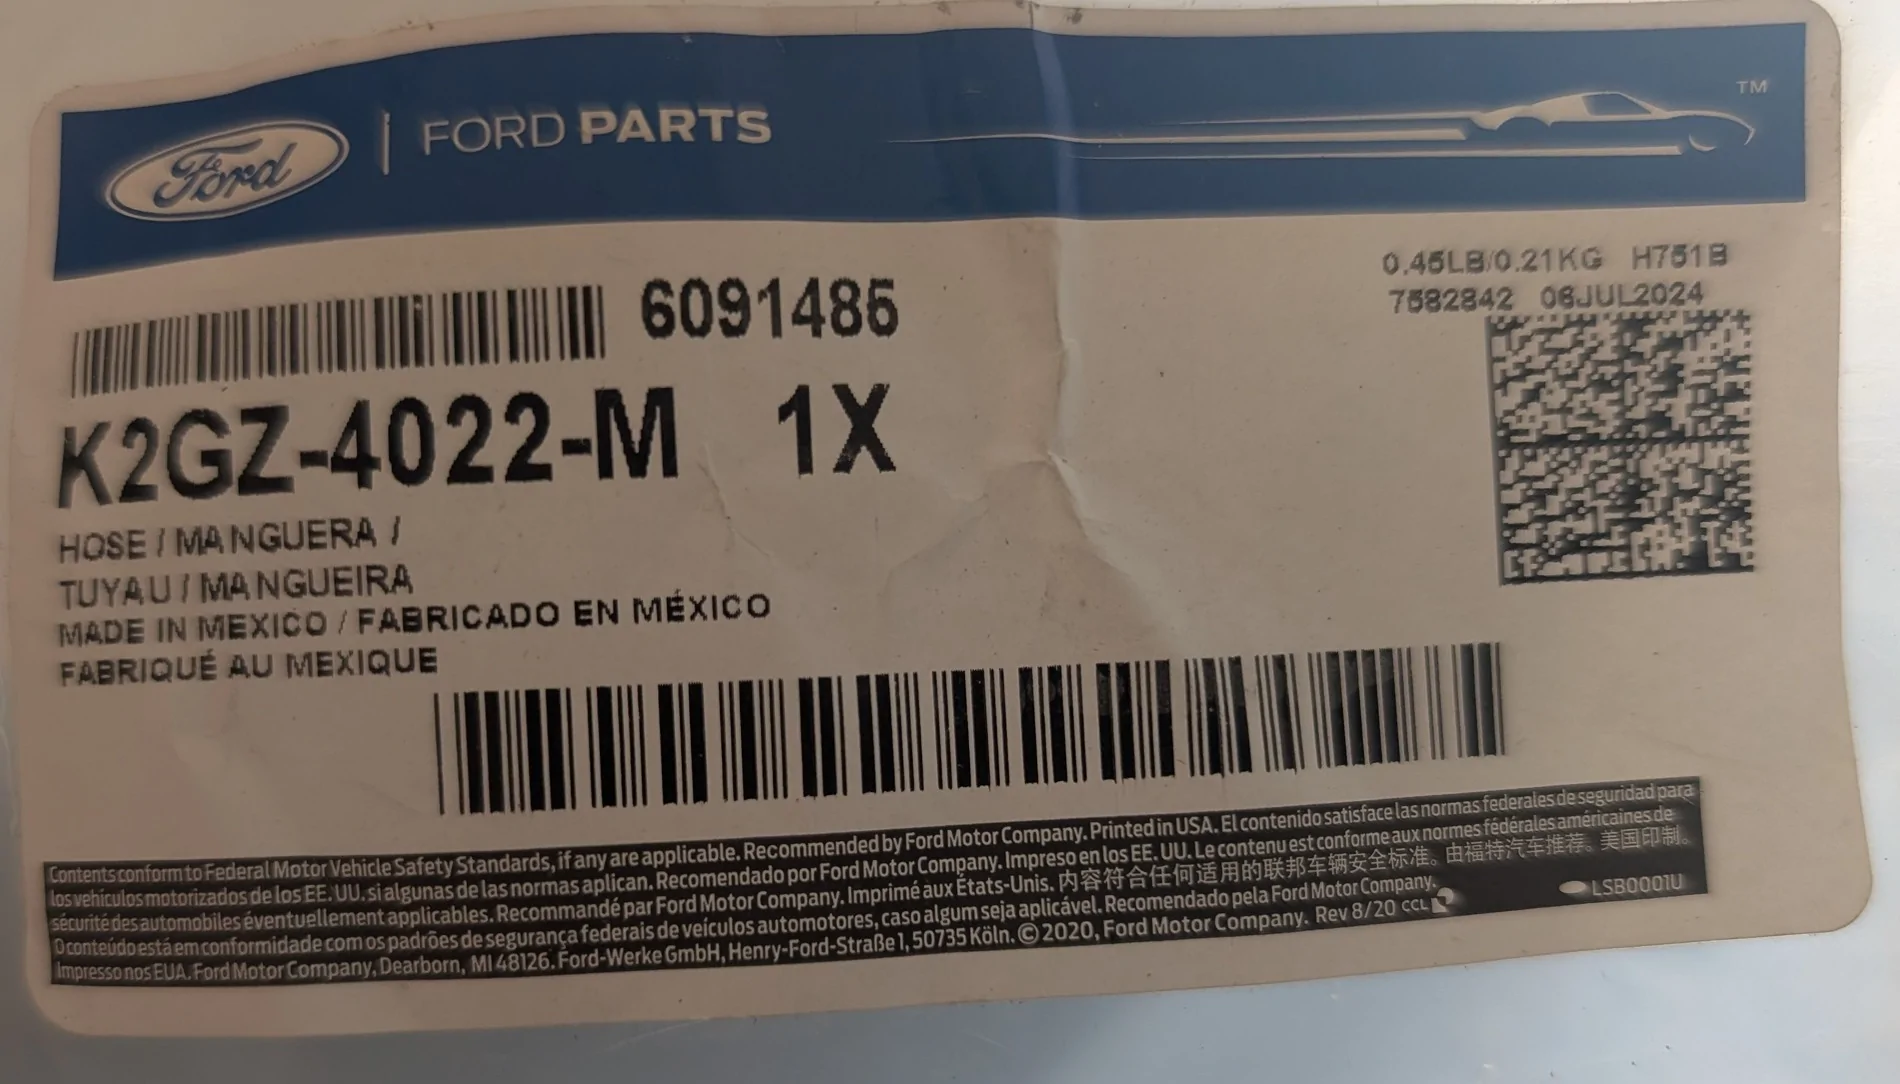 Ford | FORD PARTS
TM
0.45LB/0.21KG H751B
7582842 06JUL2024
6091485
K2GZ-4022-M 1X
HOSE / MANGUERA /
TUYAU / MANGUEIRA
MADE IN MEXICO / FABRICADO EN MÉXICO
FABRIQUÉ AU MEXIQUE
Contents conform to Federal Motor Vehicle Safety Standards, if any are applicable. Recommended by Ford Motor Company. Printed in USA. El contenido satisface las normas federales de seguridad para
los vehículos motorizados de los EE. UU. si algunas de las normas aplican. Recomendado por Ford Motor Company. Impreso en los EE. UU. Le contenu est conforme aux normes fédérales américaines de
sécurité des automobiles éventuellement applicables. Recommandé par Ford Motor Company. Imprimé aux États-Unis. 内容符合任何适用的联邦车辆安全标准。由福特汽车推荐。美国印制。
O conteúdo está em conformidade com os padrões de segurança federais de veículos automotores, caso algum seja aplicável. Recomendado pela Ford Motor Company.
Impresso nos EUA. Ford Motor Company, Dearborn, MI 48126. Ford-Werke GmbH, Henry-Ford-Straße 1, 50735 Köln. © 2020, Ford Motor Company. Rev 8/20 CCL
LSB0001U